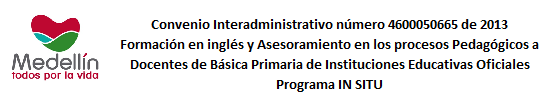 Medellín
todos por la vida
Convenio Interadministrativo número 4600050665 de 2013
Formación en inglés y Asesoramiento en los procesos Pedagógicos a
Docentes de Básica Primaria de Instituciones Educativas Oficiales
Programa IN SITU